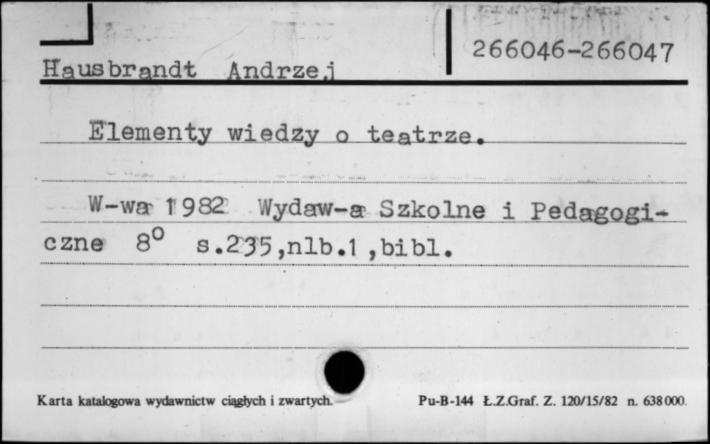 266046-266047
Hausbrandt Andrzej
Elementy wiedzy o teatrze.
W-wa 1982 Wydaw-a Szkolne i Pedagogi-
czne 8° s.235,nlb.1,bibl.
Karta katalogowa wydawnictw ciągłych i zwartych. Pu-B-144 Ł.Z.Graf. Z. 120/15/82 n. 638000.